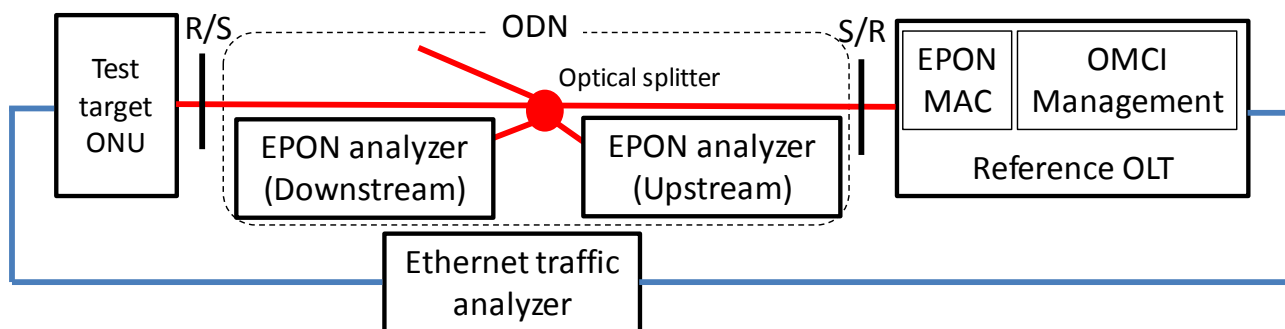 R/S
ODN
S/R
Test
target
ONU
Optical splitter
EPON
MAC
OMCI
Management
EPON analyzer
(Downstream)
EPON analyzer
(Upstream)
Reference OLT
Ethernet traffic
analyzer